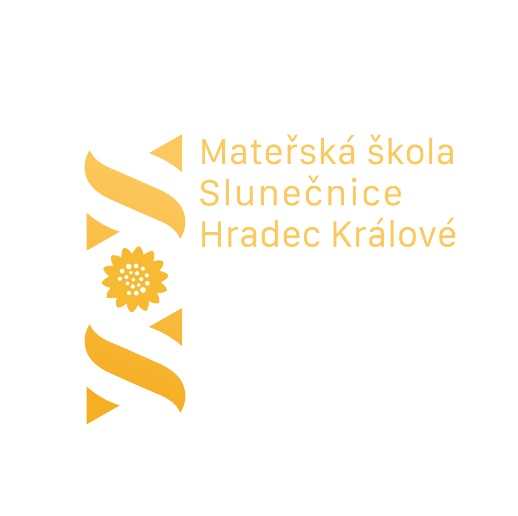 Mateřská škola
Slunečnice
Hradec Králové